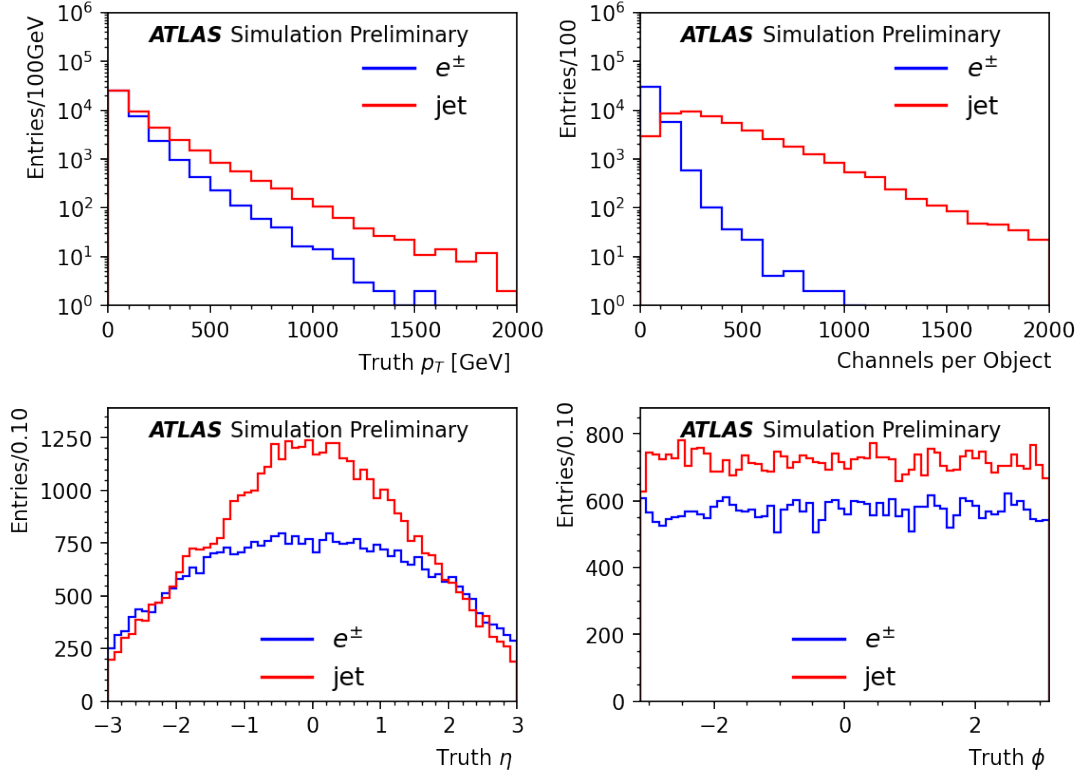 10⁶
10⁵
10⁴
10³
10²
10¹
10⁰
Entries/100GeV
ATLAS Simulation Preliminary
e±
jet
0 500 1000 1500 2000
Truth p_T [GeV]
10⁶
10⁵
10⁴
10³
10²
10¹
10⁰
Entries/100
ATLAS Simulation Preliminary
e±
jet
0 500 1000 1500 2000
Channels per Object
1250
1000
750
500
250
0
Entries/0.10
ATLAS Simulation Preliminary
e±
jet
−3 −2 −1 0 1 2 3
Truth η
800
600
400
200
0
Entries/0.10
ATLAS Simulation Preliminary
e±
jet
−2 0 2
Truth ϕ